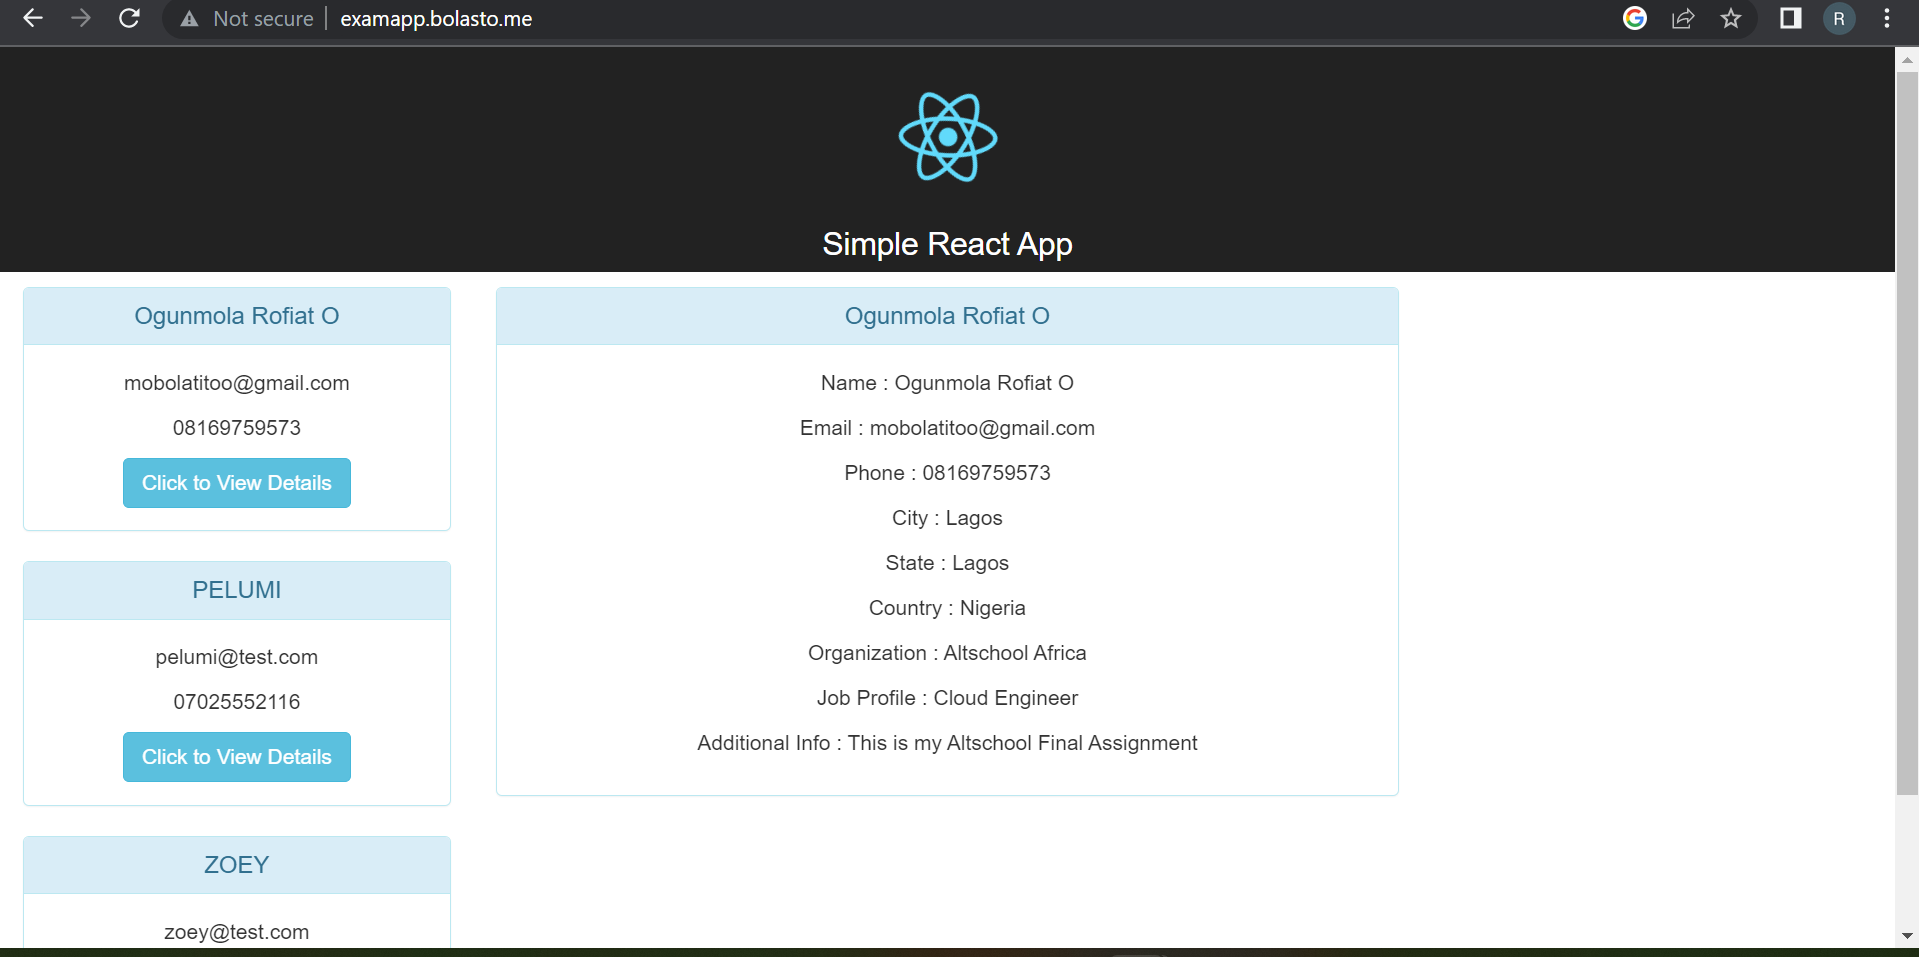 Not secure examapp.bolasto.me
R
Simple React App
Ogunmola Rofiat O
mobolatitoo@gmail.com
08169759573
Click to View Details
PELUMI
pelumi@test.com
07025552116
Click to View Details
ZOEY
zoey@test.com
Ogunmola Rofiat O
Name : Ogunmola Rofiat O
Email : mobolatitoo@gmail.com
Phone : 08169759573
City : Lagos
State : Lagos
Country : Nigeria
Organization : Altschool Africa
Job Profile : Cloud Engineer
Additional Info : This is my Altschool Final Assignment